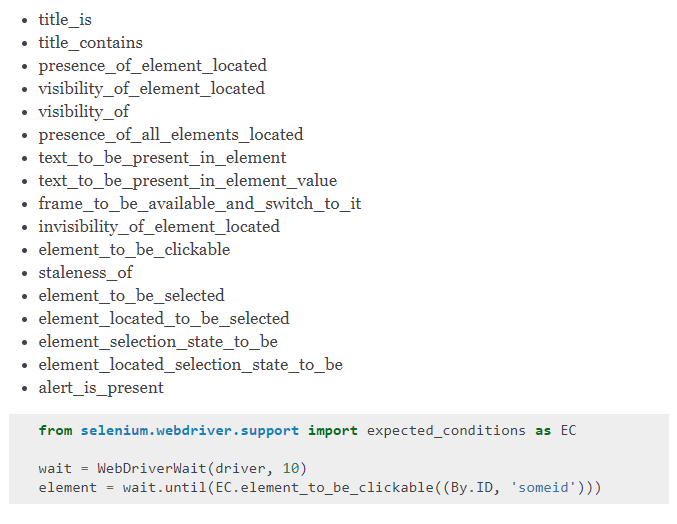 title_is
title_contains
presence_of_element_located
visibility_of_element_located
visibility_of
presence_of_all_elements_located
text_to_be_present_in_element
text_to_be_present_in_element_value
frame_to_be_available_and_switch_to_it
invisibility_of_element_located
element_to_be_clickable
staleness_of
element_to_be_selected
element_located_to_be_selected
element_selection_state_to_be
element_located_selection_state_to_be
alert_is_present
from selenium.webdriver.support import expected_conditions as EC
wait = WebDriverWait(driver, 10)
element = wait.until(EC.element_to_be_clickable((By.ID, 'someid')))